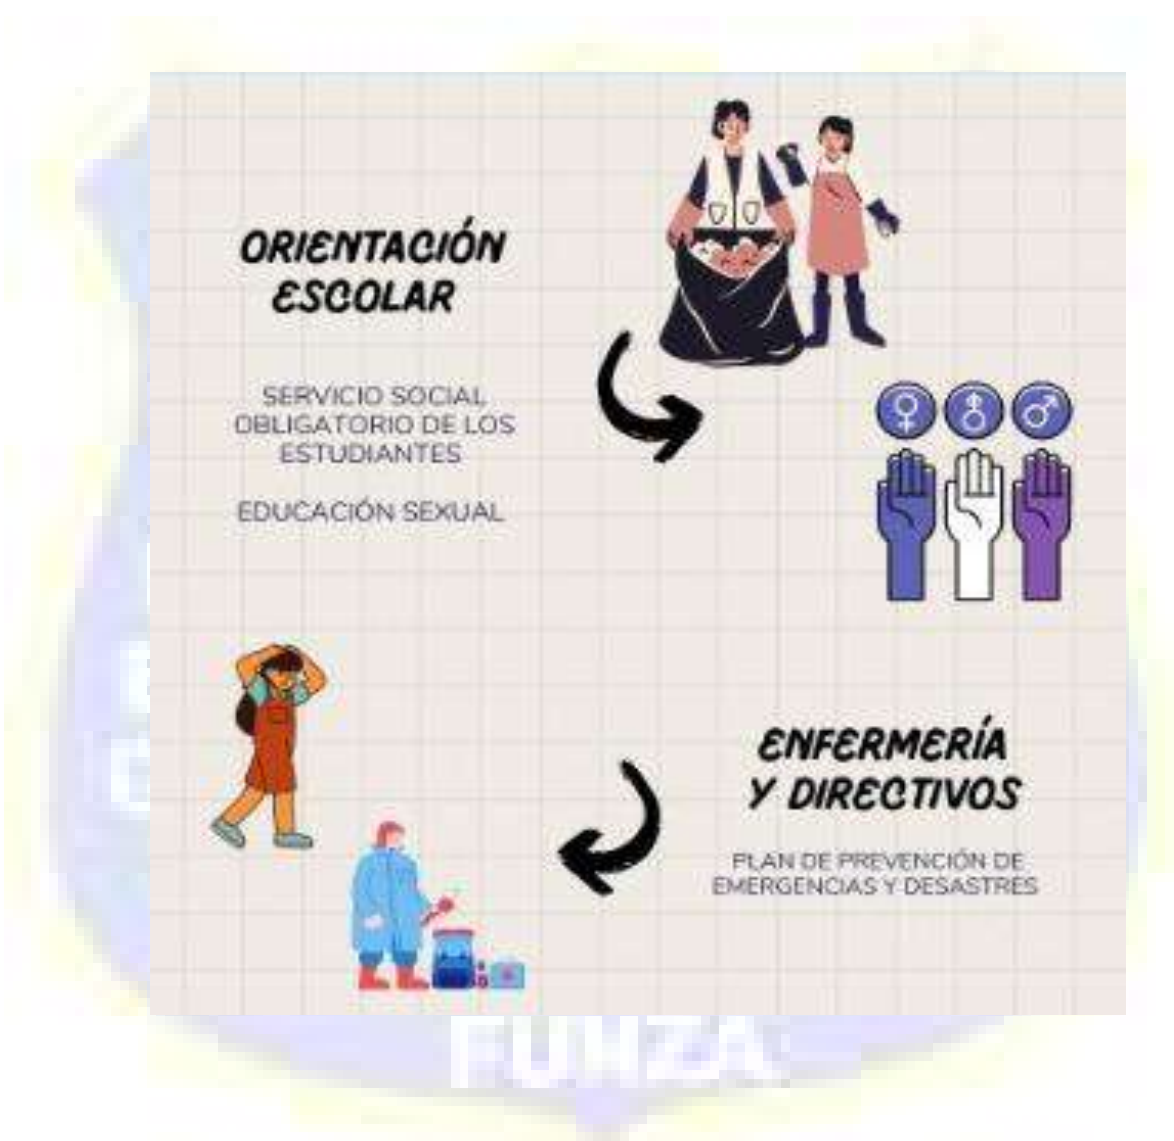 ORIENTACIÓN
ESCOLAR
SERVICIO SOCIAL
OBLIGATORIO DE LOS
ESTUDIANTES
EDUCACIÓN SEXUAL
ENFERMERÍA
Y DIRECTIVOS
PLAN DE PREVENCIÓN DE
EMERGENCIAS Y DESASTRES
FUNZA